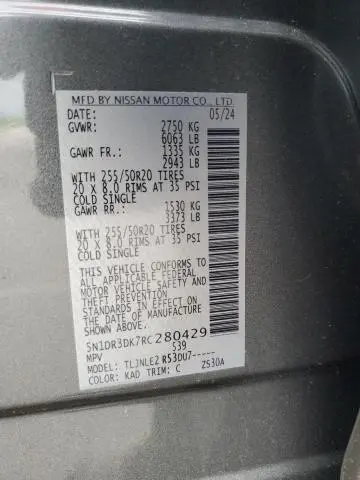 MFD BY NISSAN MOTOR CO., LTD.
DATE: 05/24
GVWR: 2750 KG
6063 LB
GAWR FR.: 1335 KG
2943 LB
WITH 255/50R20 TIRES
20 X 8.0 RIMS AT 35 PSI
COLD SINGLE
GAWR RR.: 1530 KG
3373 LB
WITH 255/50R20 TIRES
20 X 8.0 RIMS AT 35 PSI
COLD SINGLE
THIS VEHICLE CONFORMS TO
ALL APPLICABLE FEDERAL
MOTOR VEHICLE SAFETY AND
THEFT PREVENTION
STANDARDS IN EFFECT ON
THE DATE OF MANUFACTURE
SHOWN ABOVE.
5N1DR3DK7RC280429
MPV 539
MODEL: TLJNLE2 R53DU7-----
COLOR: KAD TRIM: C ZS30A